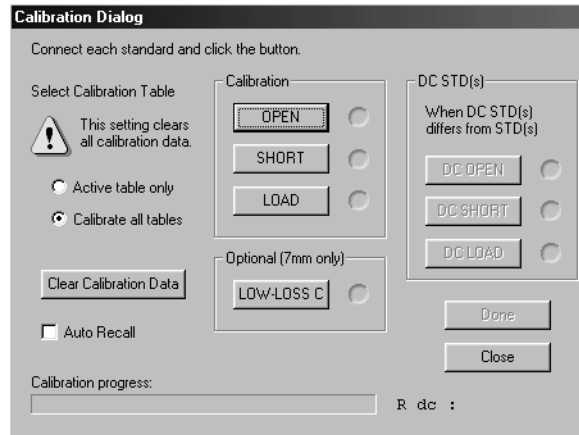 Calibration Dialog
Connect each standard and click the button.
Select Calibration Table
This setting clears
all calibration data.
Active table only
Calibrate all tables
Clear Calibration Data
Auto Recall
Calibration
OPEN
SHORT
LOAD
Optional (7mm only)
LOW-LOSS C
DC STD(s)
When DC STD(s)
differs from STD(s)
DC OPEN
DC SHORT
DC LOAD
Done
Close
Calibration progress:
R dc :